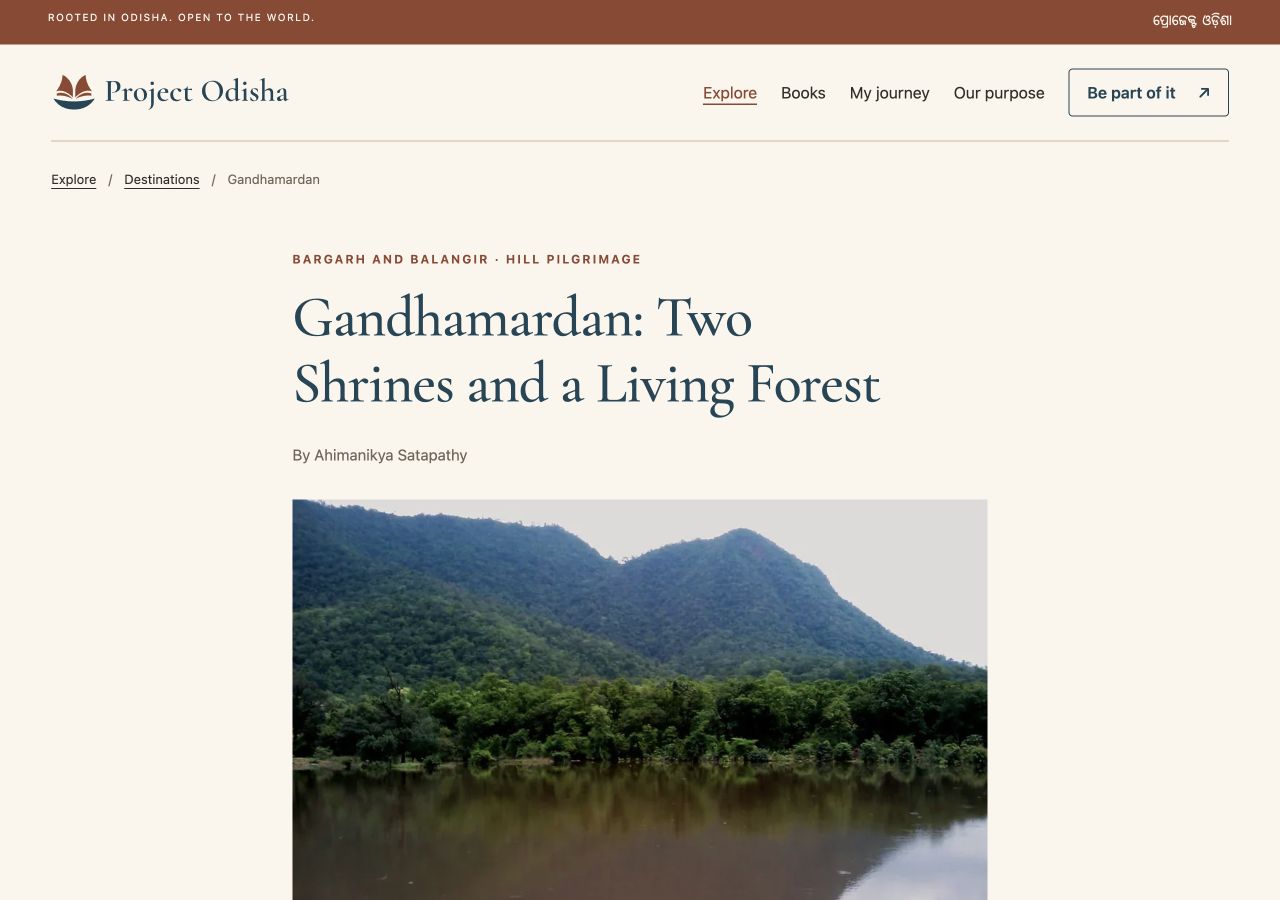 ROOTED IN ODISHA. OPEN TO THE WORLD.
ପ୍ରୋଜେକ୍ଟ ଓଡ଼ିଶା
Project Odisha
Explore
Books
My journey
Our purpose
Be part of it ↗
Explore / Destinations / Gandhamardan
BARGARH AND BALANGIR · HILL PILGRIMAGE
Gandhamardan: Two
Shrines and a Living Forest
By Ahimanikya Satapathy